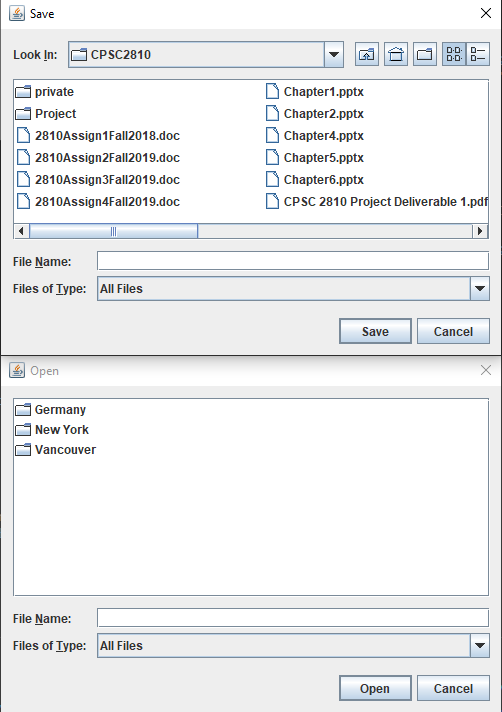 Save
Look In: CPSC2810
private
Project
2810Assign1Fall2018.doc
2810Assign2Fall2019.doc
2810Assign3Fall2019.doc
2810Assign4Fall2019.doc
Chapter1.pptx
Chapter2.pptx
Chapter4.pptx
Chapter5.pptx
Chapter6.pptx
CPSC 2810 Project Deliverable 1.pdf
File Name:
Files of Type: All Files
Save Cancel
Open
Germany
New York
Vancouver
File Name:
Files of Type: All Files
Open Cancel